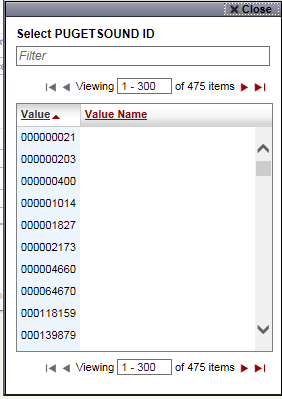 × Close
Select PUGETSOUND ID
Filter
Viewing 1 - 300 of 475 items
Value Value Name
000000021
000000203
000000400
000001014
000001827
000002173
000004660
000064670
000118159
000139879
Viewing 1 - 300 of 475 items